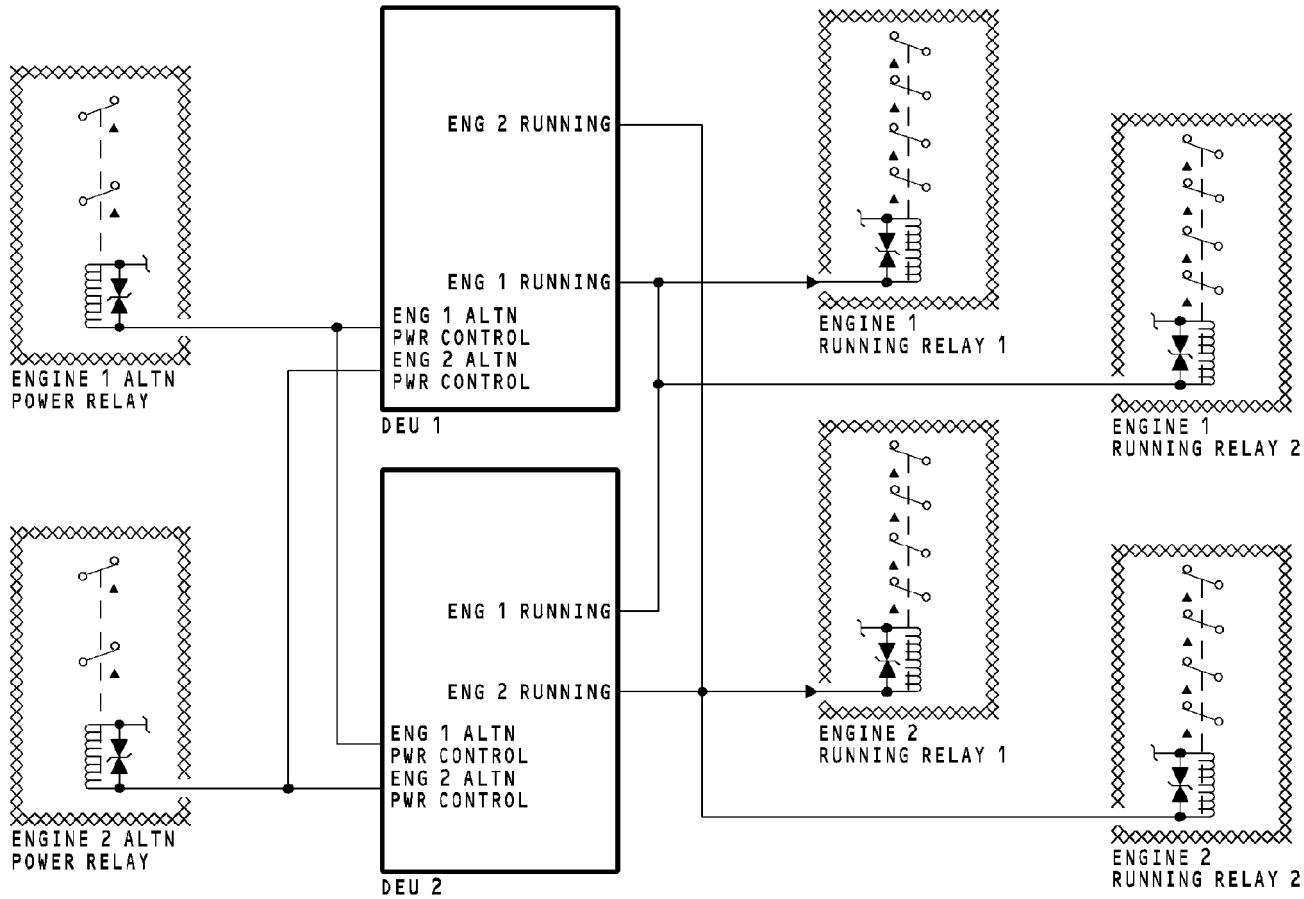 ENG 2 RUNNING
ENG 1 RUNNING
ENG 1 ALTN
PWR CONTROL
ENG 2 ALTN
PWR CONTROL
DEU 1
ENGINE 1 ALTN
POWER RELAY
ENGINE 1
RUNNING RELAY 1
ENGINE 1
RUNNING RELAY 2
ENG 1 RUNNING
ENG 2 RUNNING
ENG 1 ALTN
PWR CONTROL
ENG 2 ALTN
PWR CONTROL
DEU 2
ENGINE 2 ALTN
POWER RELAY
ENGINE 2
RUNNING RELAY 1
ENGINE 2
RUNNING RELAY 2